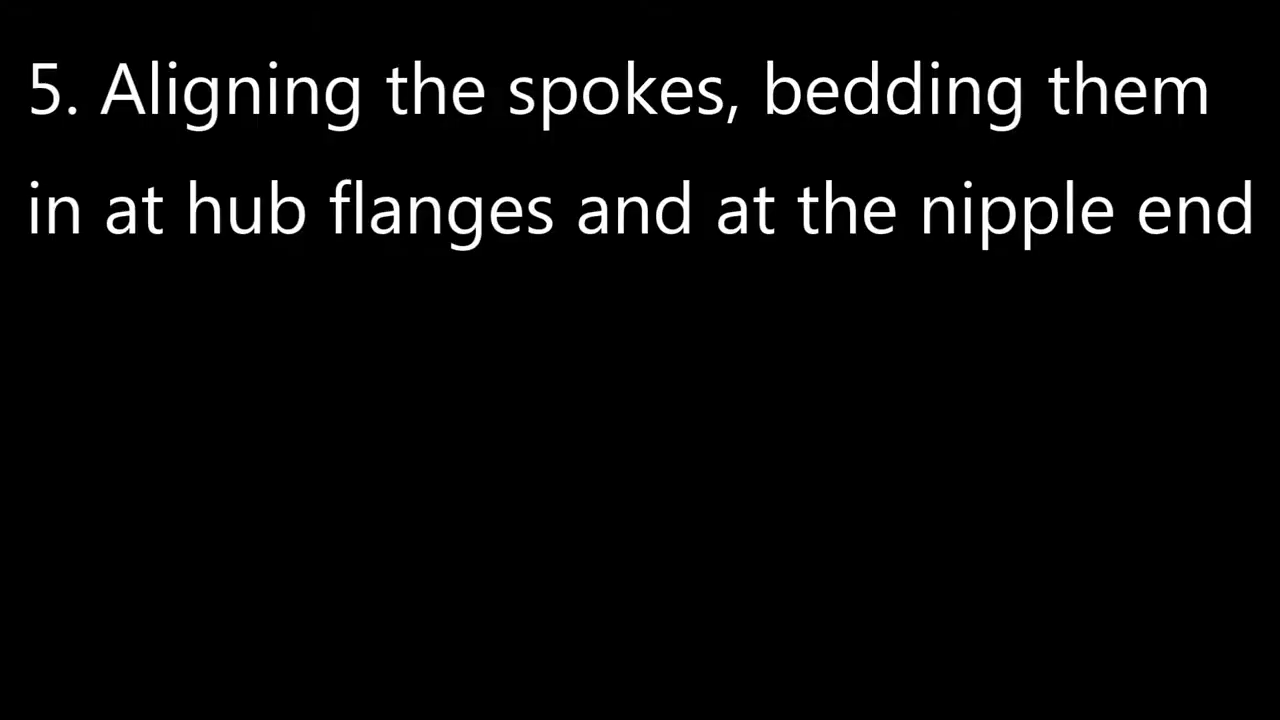 5. Aligning the spokes, bedding them
in at hub flanges and at the nipple end